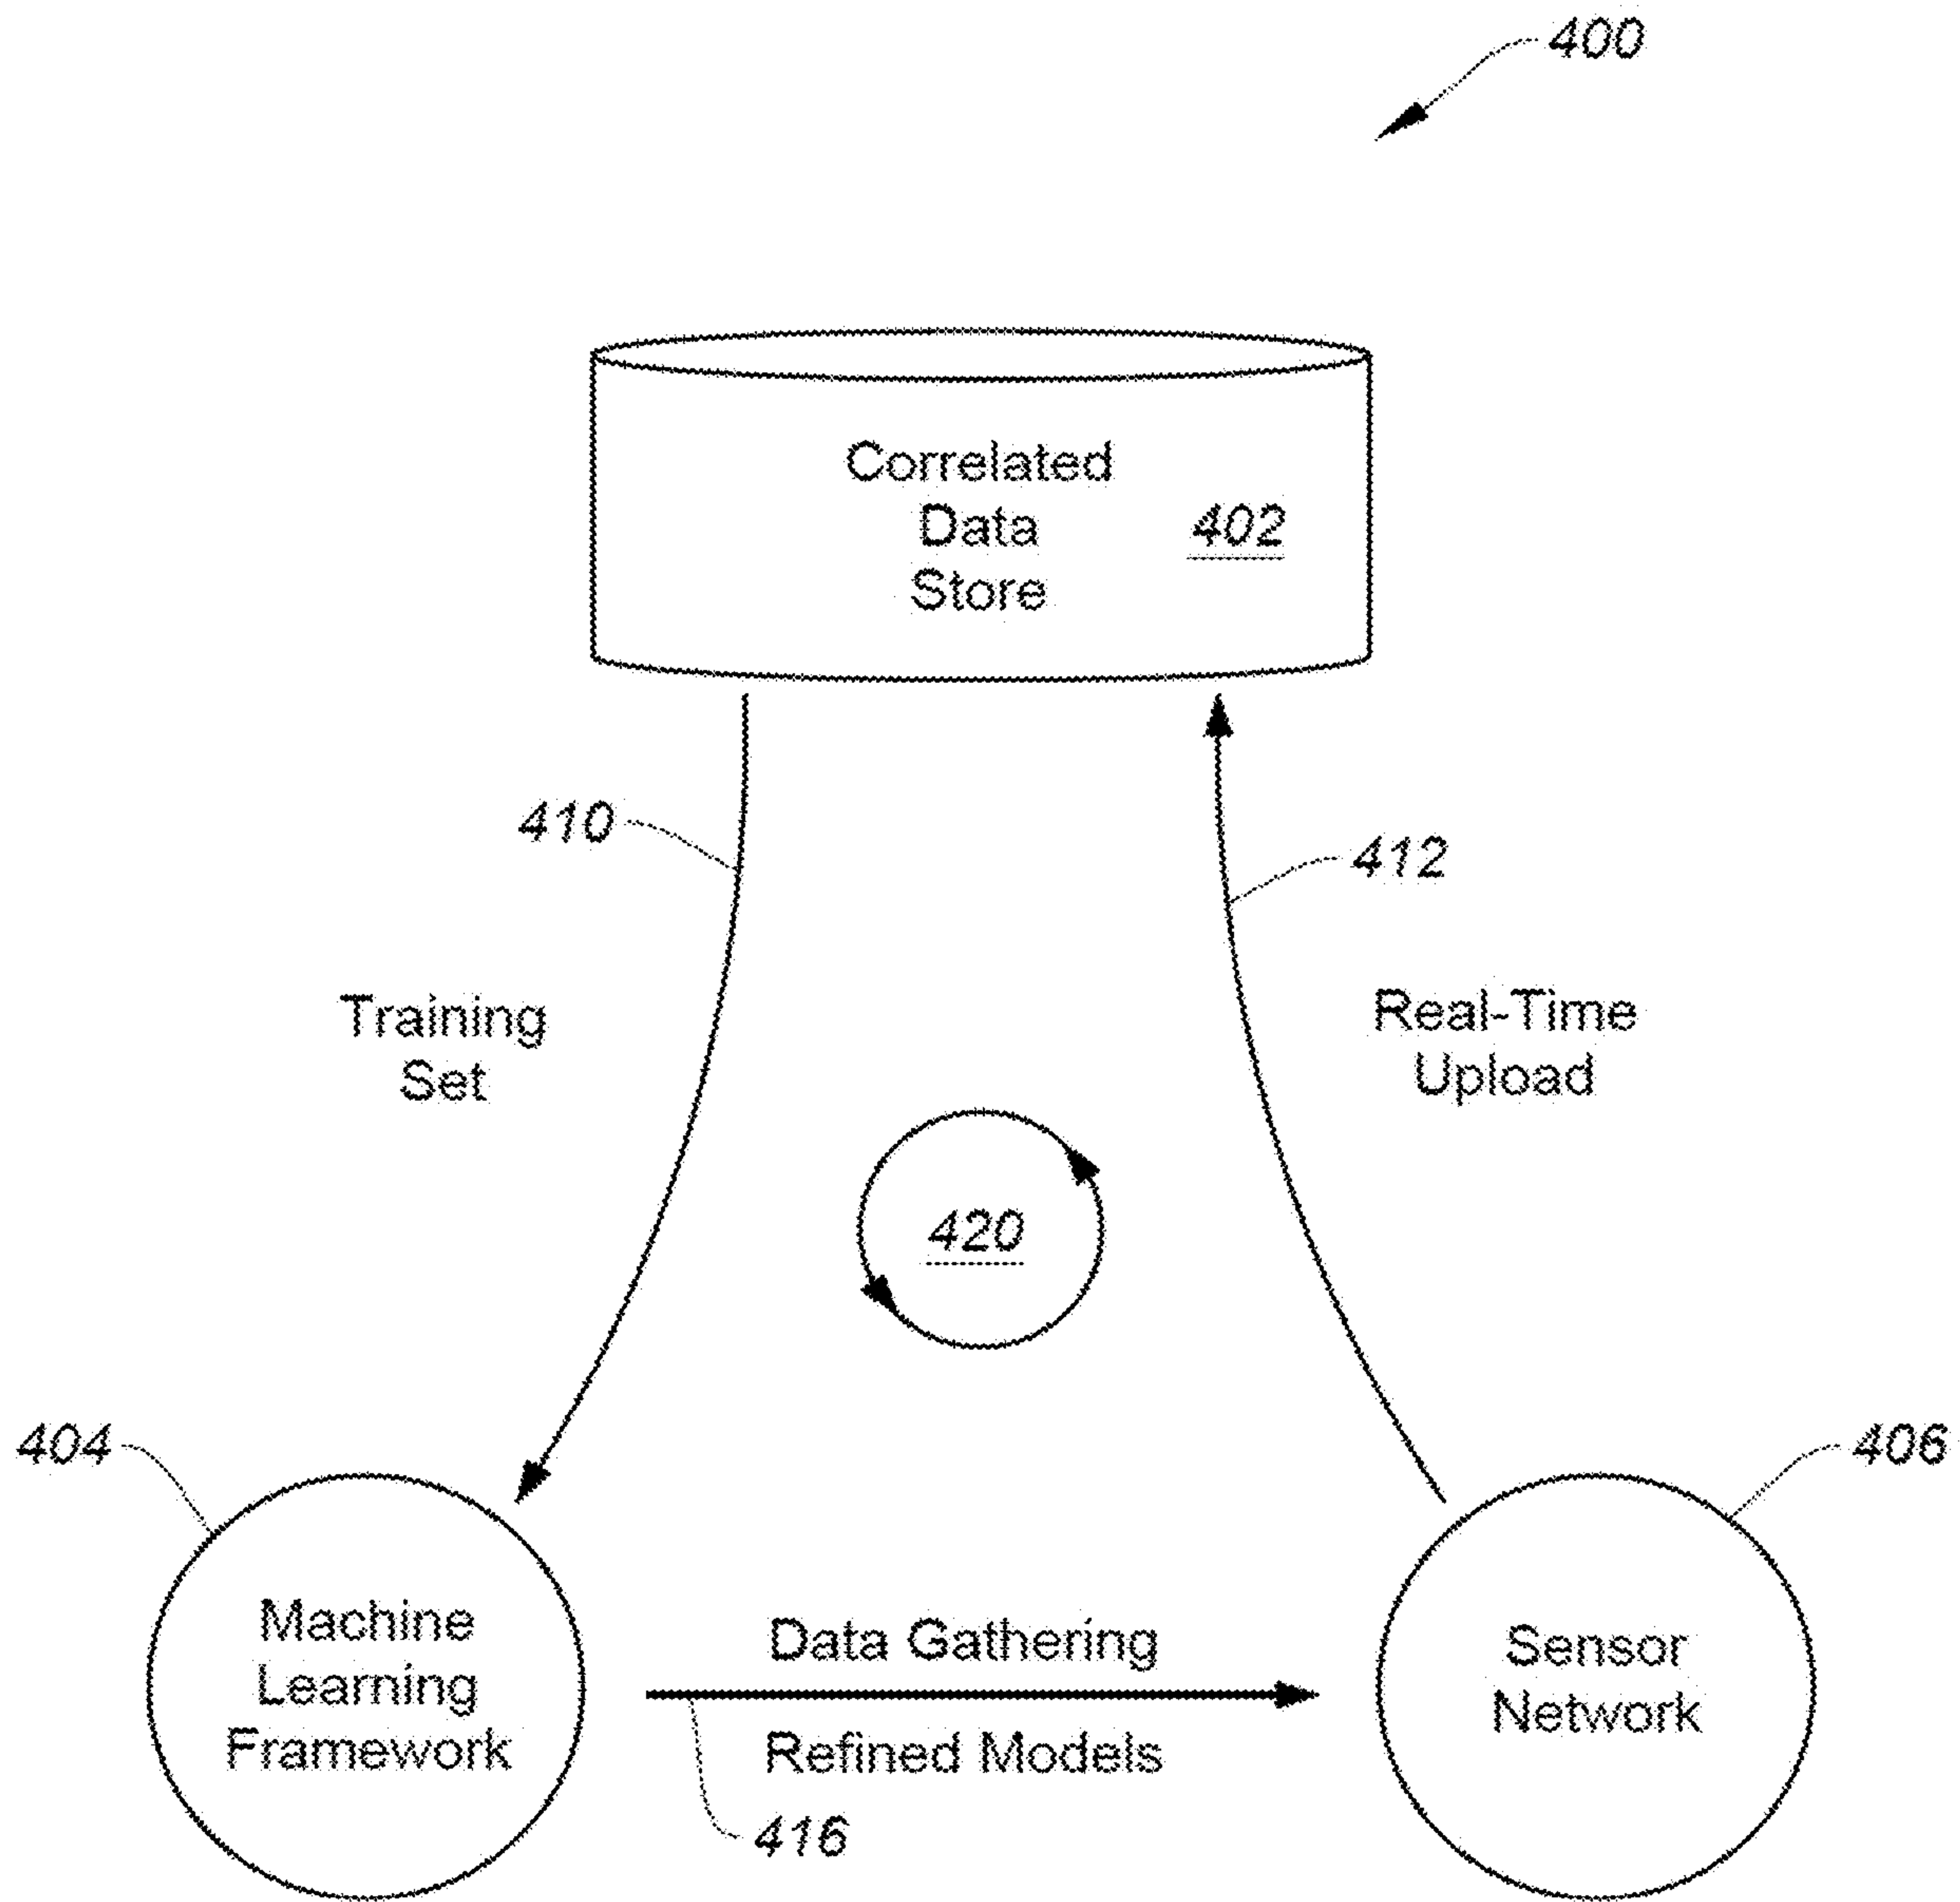 400
Correlated
Data
Store
402
410
412
Training
Set
Real-Time
Upload
420
404
406
Machine
Learning
Framework
Data Gathering
Refined Models
416
Sensor
Network